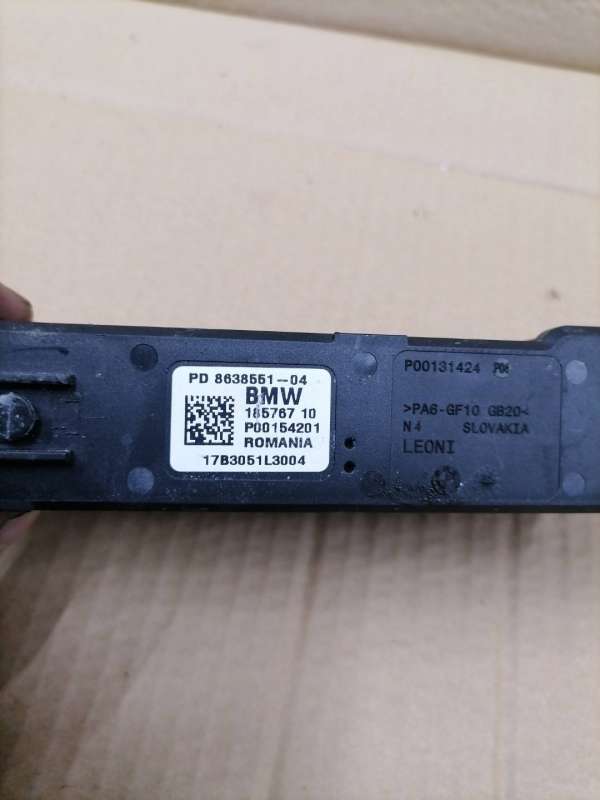 PD 8638551-04
BMW
185767 10
P00154201
ROMANIA
17B3051L3004
P00131424
>PA6-GF10 GB20<
N4 SLOVAKIA
LEONI